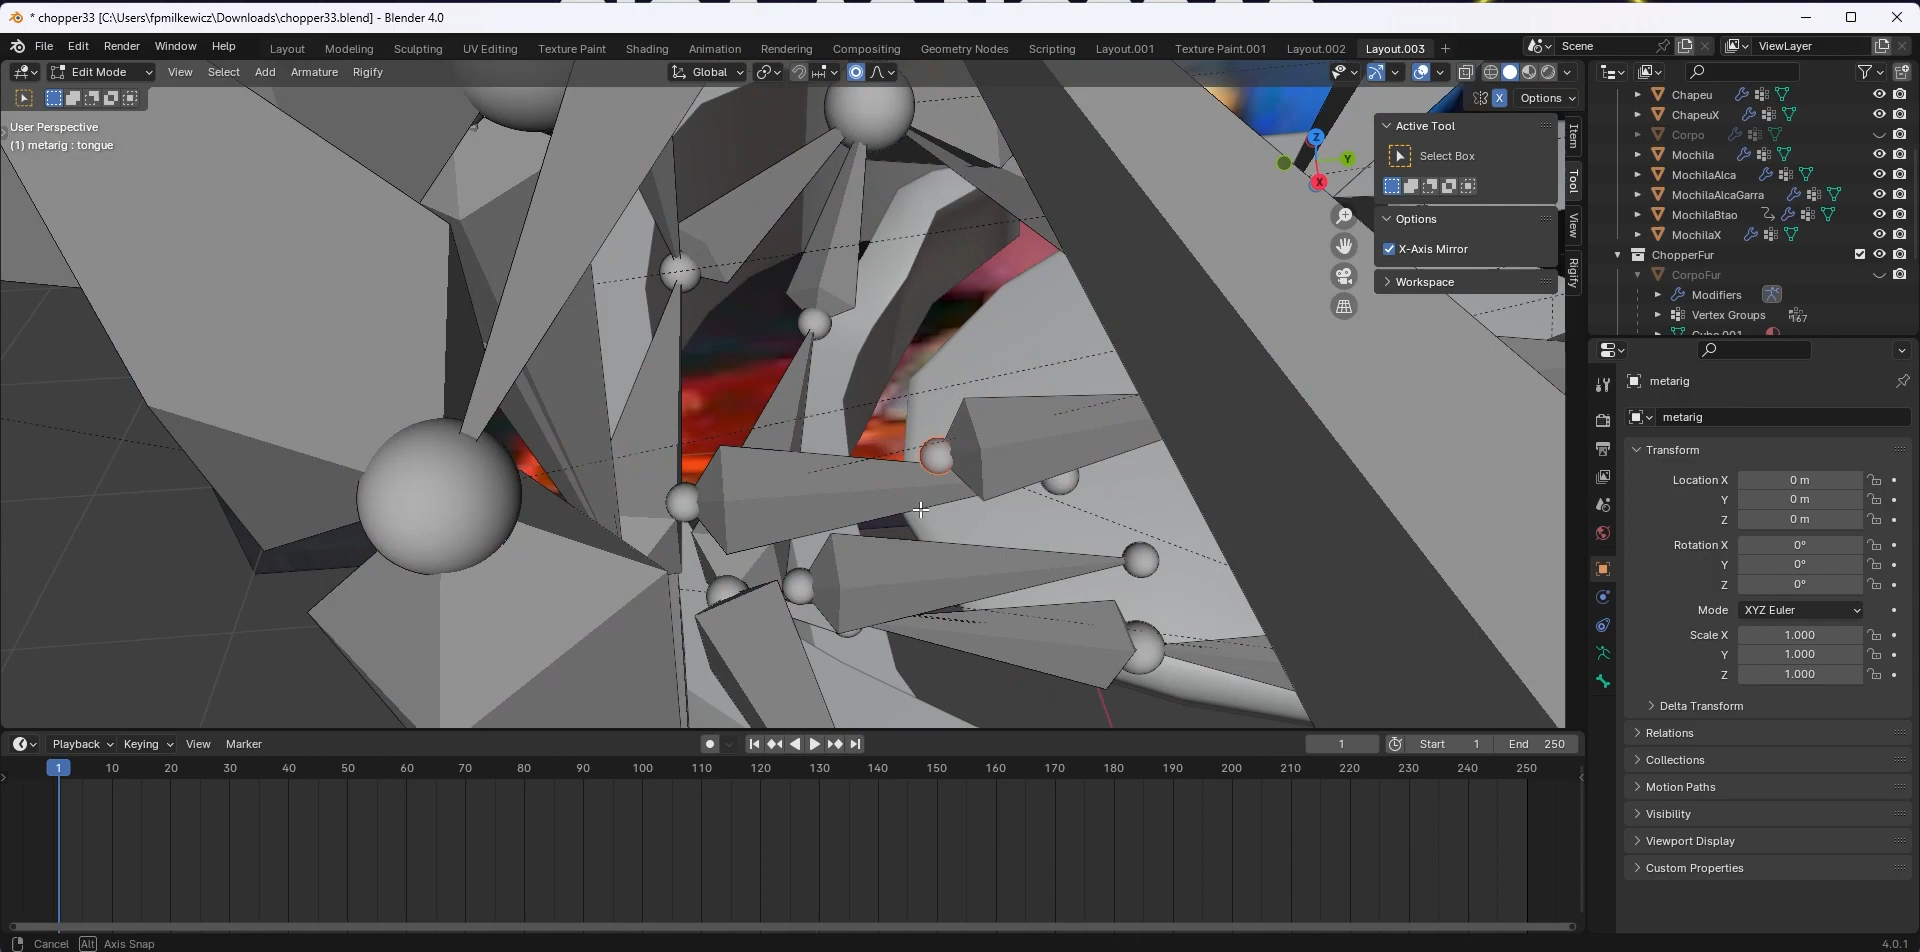 * chopper33 [C:\Users\fpmilkewicz\Downloads\chopper33.blend] - Blender 4.0
File Edit Render Window Help
Layout Modeling Sculpting UV Editing Texture Paint Shading Animation Rendering Compositing Geometry Nodes Scripting Layout.001 Texture Paint.001 Layout.002 Layout.003 +
Scene
ViewLayer
Edit Mode View Select Add Armature Rigify
Global
X Options
User Perspective
(1) metarig : tongue
Z
Y
X
Active Tool
Select Box
Options
X-Axis Mirror
Workspace
Item
Tool
View
Rigify
Chapeu
ChapeuX
Corpo
Mochila
MochilaAlca
MochilaAlcaGarra
MochilaBtao
MochilaX
ChopperFur
CorpoFur
Modifiers
Vertex Groups 167
Cube.001
metarig
metarig
Transform
Location X 0 m
Y 0 m
Z 0 m
Rotation X 0°
Y 0°
Z 0°
Mode XYZ Euler
Scale X 1.000
Y 1.000
Z 1.000
Delta Transform
Relations
Collections
Motion Paths
Visibility
Viewport Display
Custom Properties
Playback Keying View Marker
1 Start 1 End 250
1 10 20 30 40 50 60 70 80 90 100 110 120 130 140 150 160 170 180 190 200 210 220 230 240 250
Cancel Alt Axis Snap
4.0.1